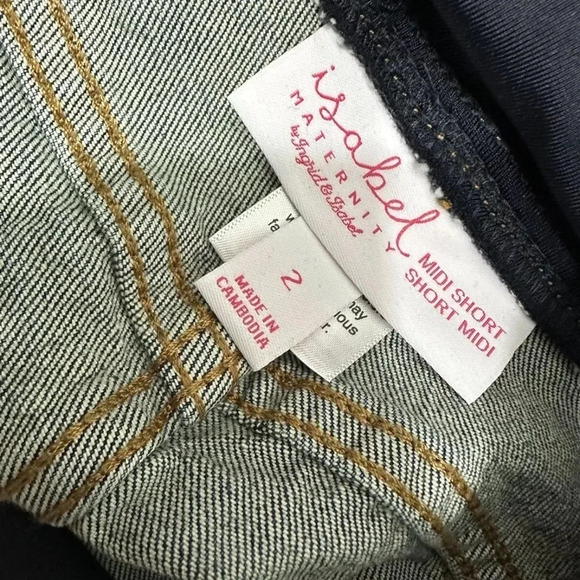 isabel
MATERNITY
by Ingrid & Isabel
MIDI SHORT
SHORT MIDI
2
MADE IN
CAMBODIA